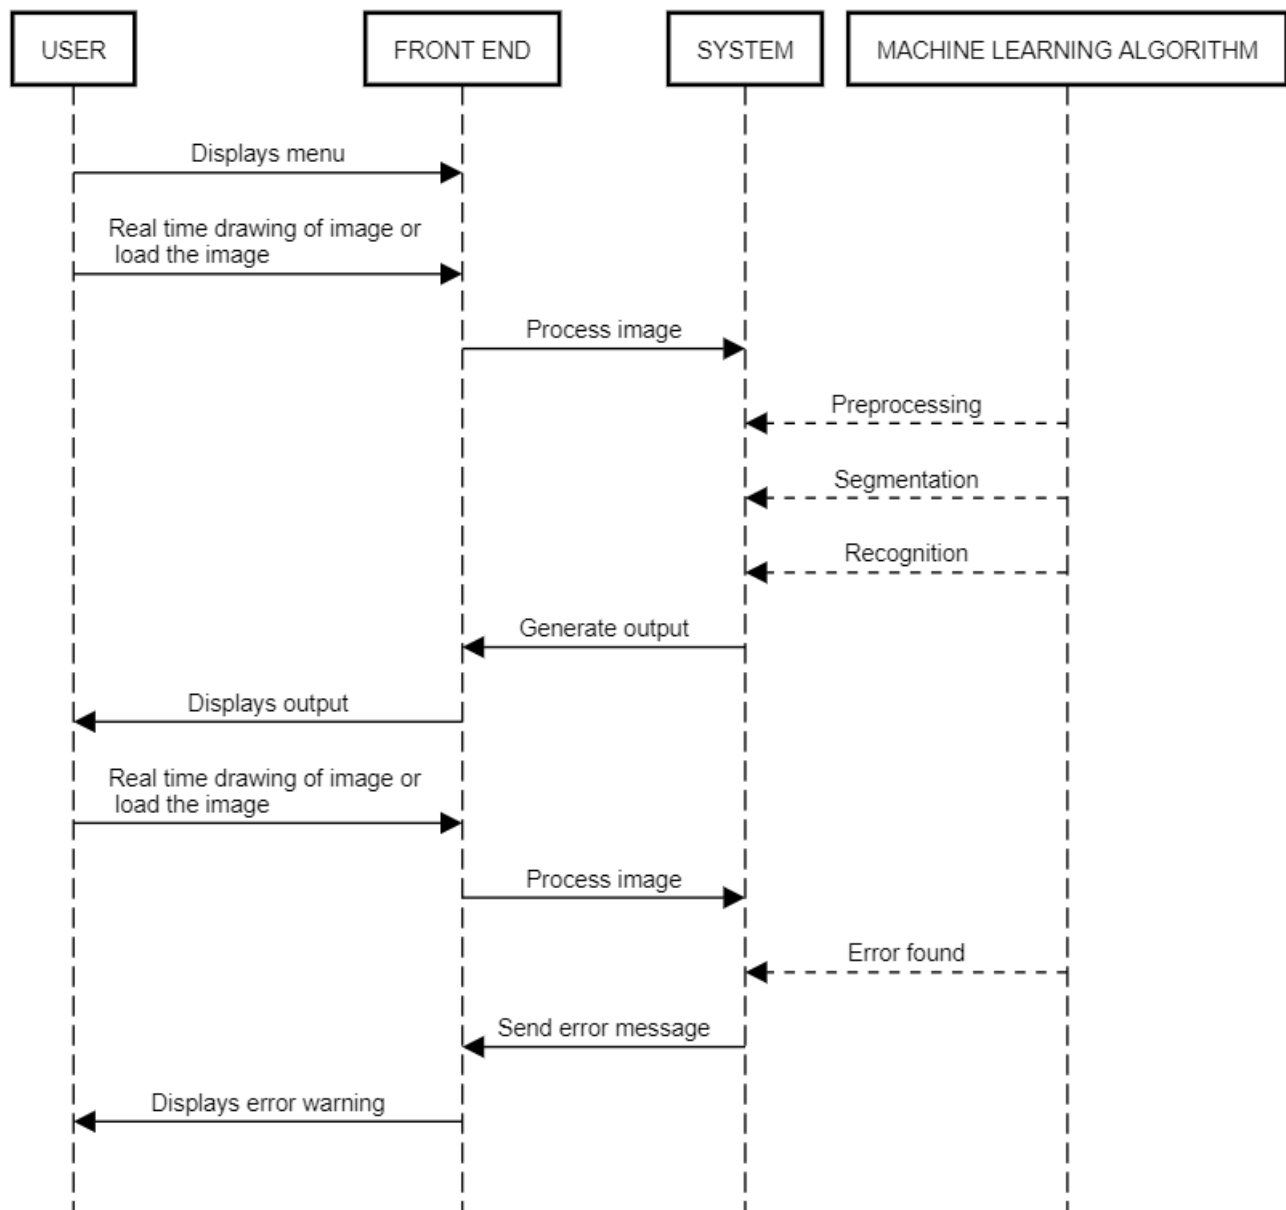 USER
FRONT END
SYSTEM
MACHINE LEARNING ALGORITHM
Displays menu
Real time drawing of image or
load the image
Process image
Preprocessing
Segmentation
Recognition
Generate output
Displays output
Real time drawing of image or
load the image
Process image
Error found
Send error message
Displays error warning